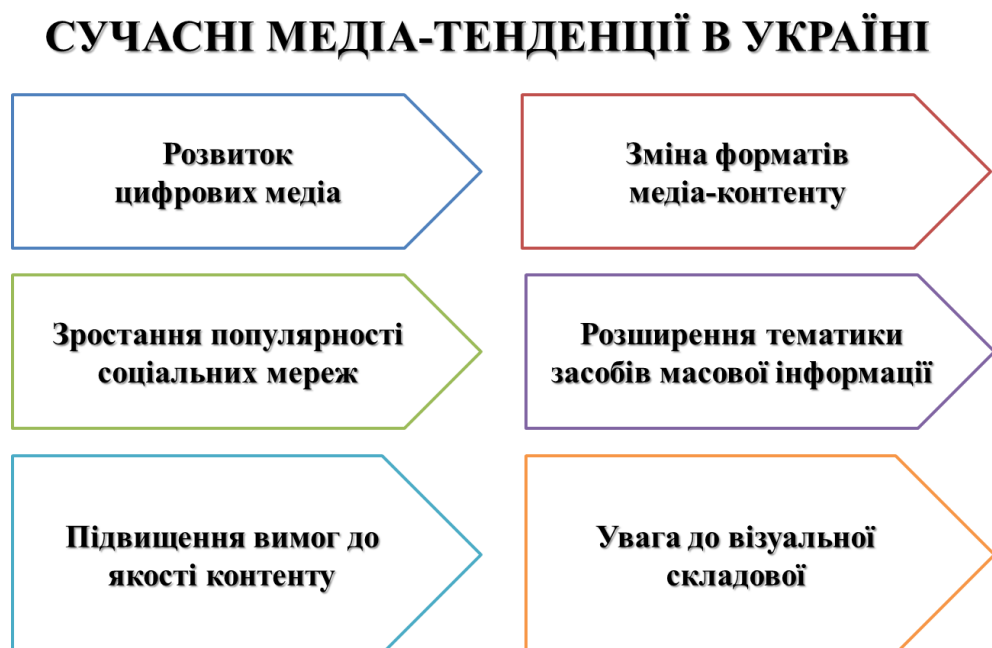 СУЧАСНІ МЕДІА-ТЕНДЕНЦІЇ В УКРАЇНІ
Розвиток
цифрових медіа
Зміна форматів
медіа-контенту
Зростання популярності
соціальних мереж
Розширення тематики
засобів масової інформації
Підвищення вимог до
якості контенту
Увага до візуальної
складової